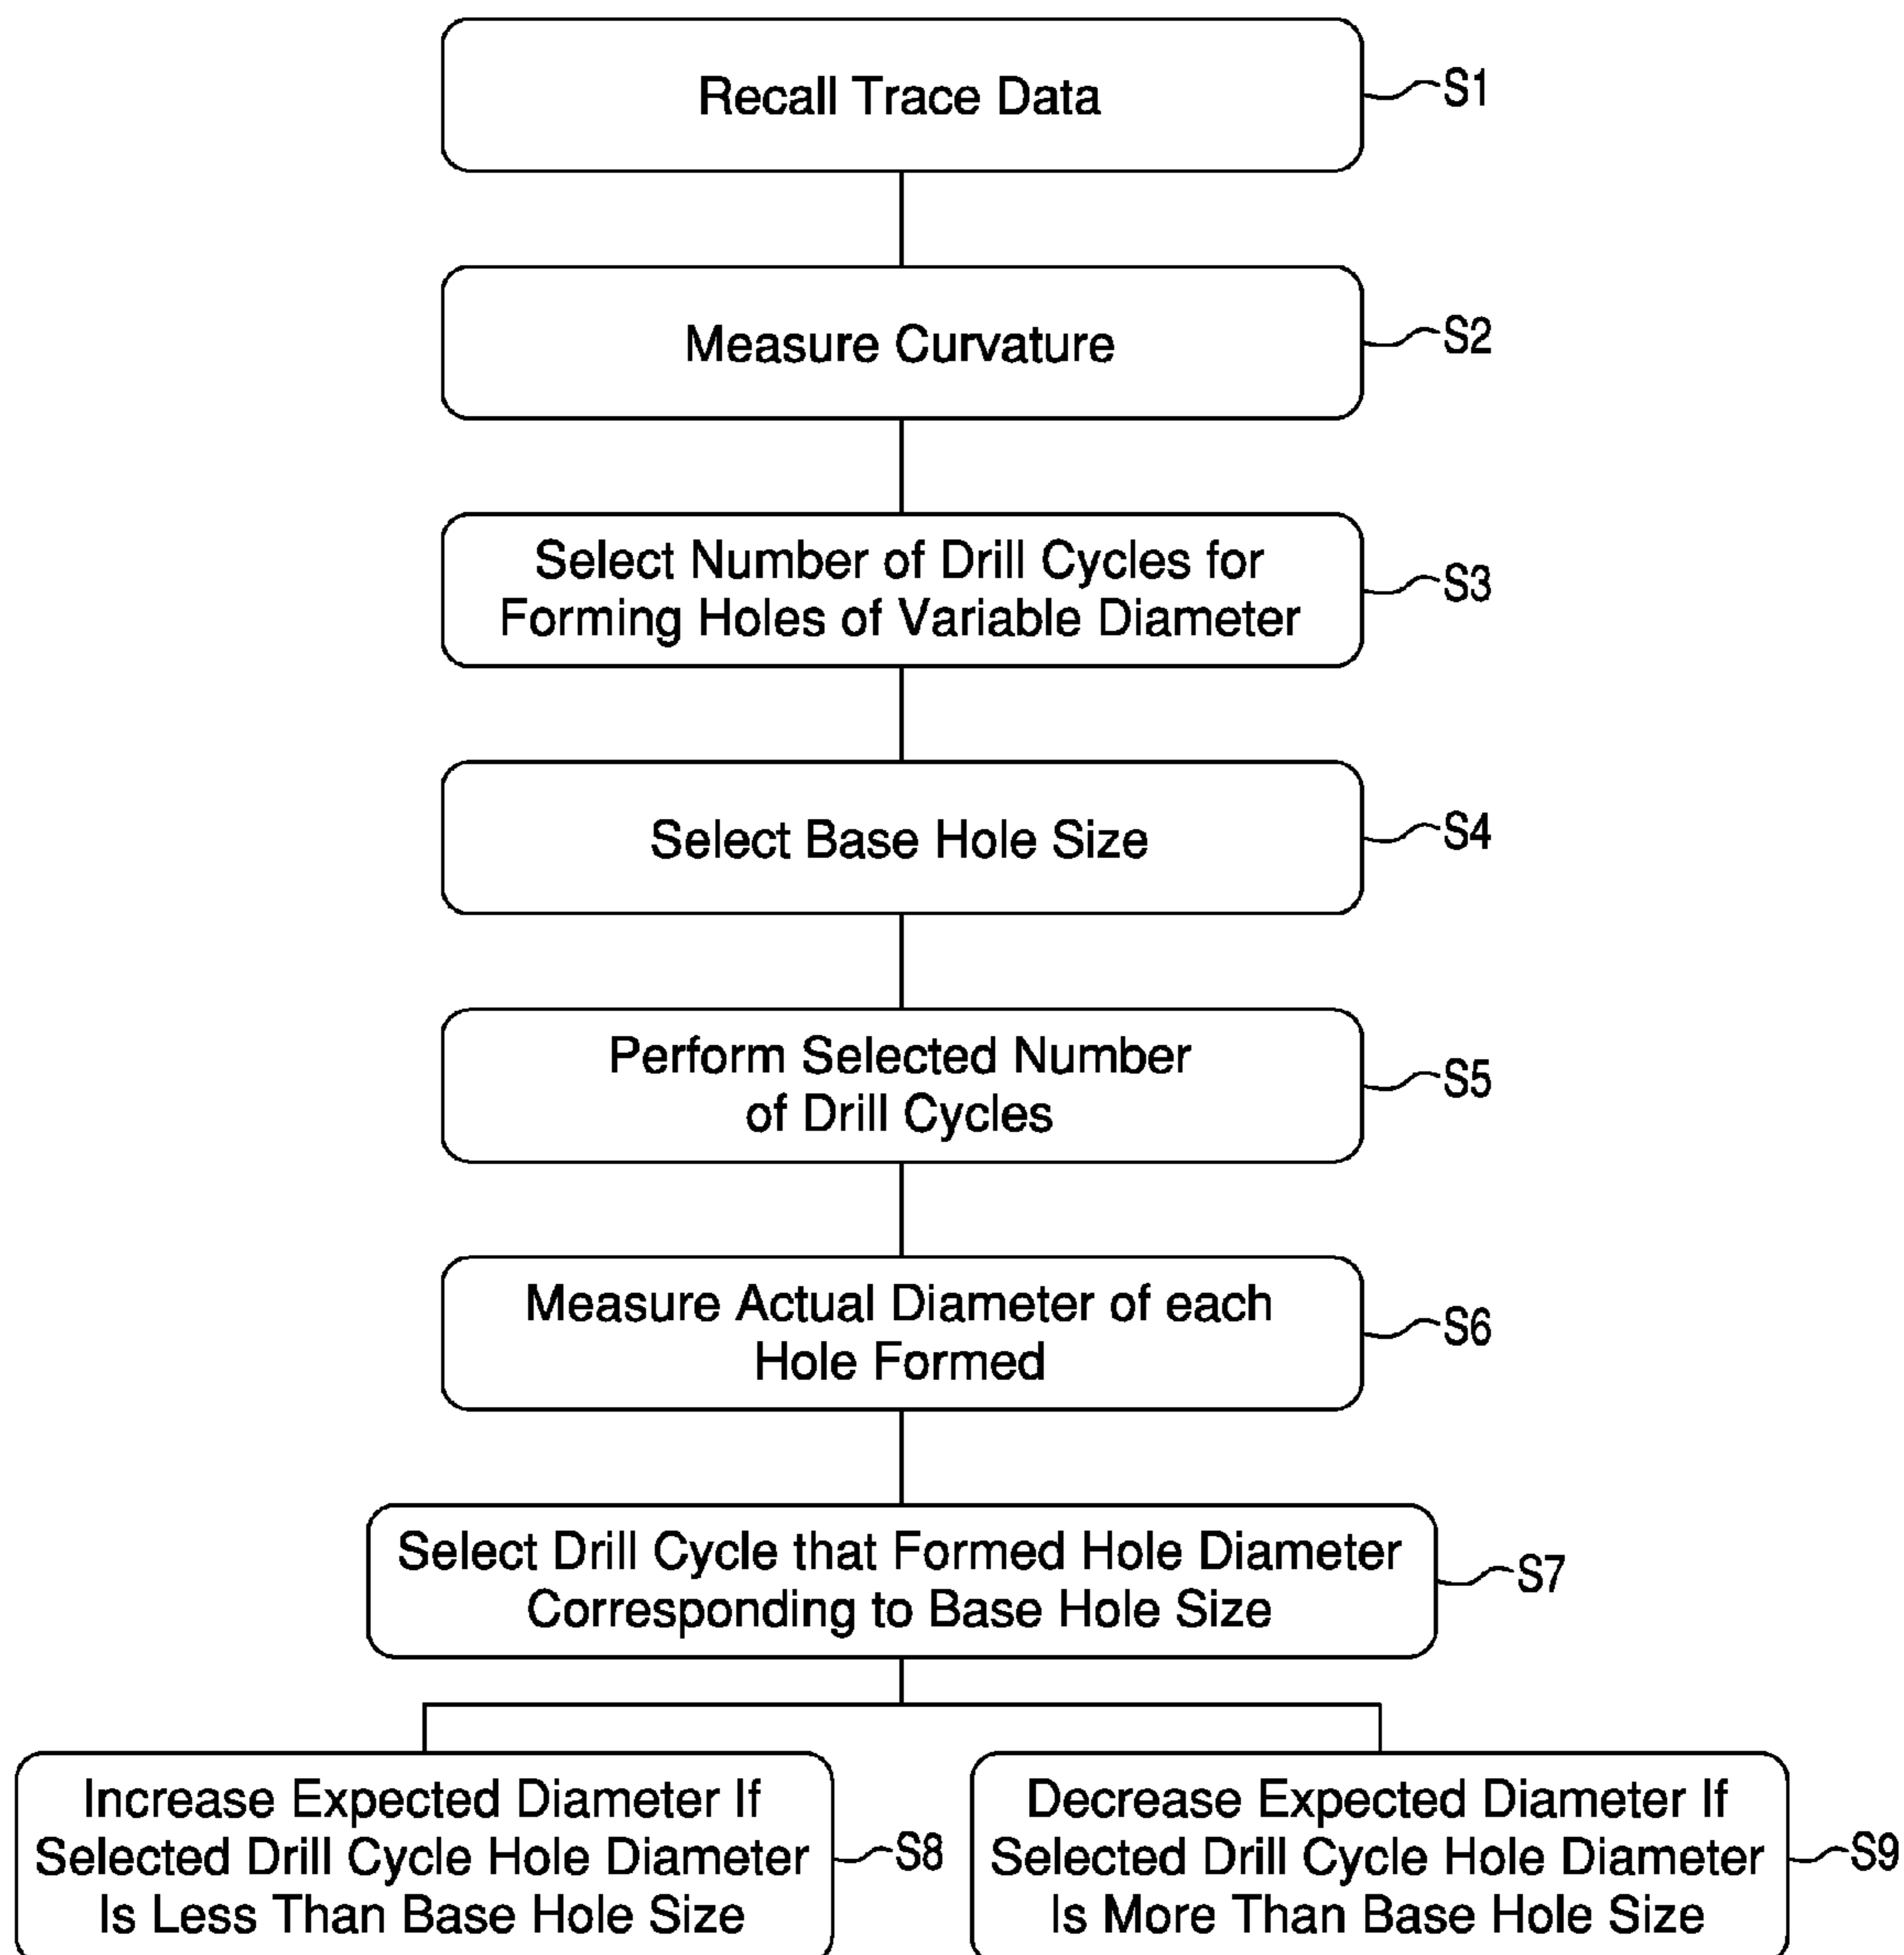 Recall Trace Data
S1
Measure Curvature
S2
Select Number of Drill Cycles for
Forming Holes of Variable Diameter
S3
Select Base Hole Size
S4
Perform Selected Number
of Drill Cycles
S5
Measure Actual Diameter of each
Hole Formed
S6
Select Drill Cycle that Formed Hole Diameter
Corresponding to Base Hole Size
S7
Increase Expected Diameter If
Selected Drill Cycle Hole Diameter
Is Less Than Base Hole Size
S8
Decrease Expected Diameter If
Selected Drill Cycle Hole Diameter
Is More Than Base Hole Size
S9